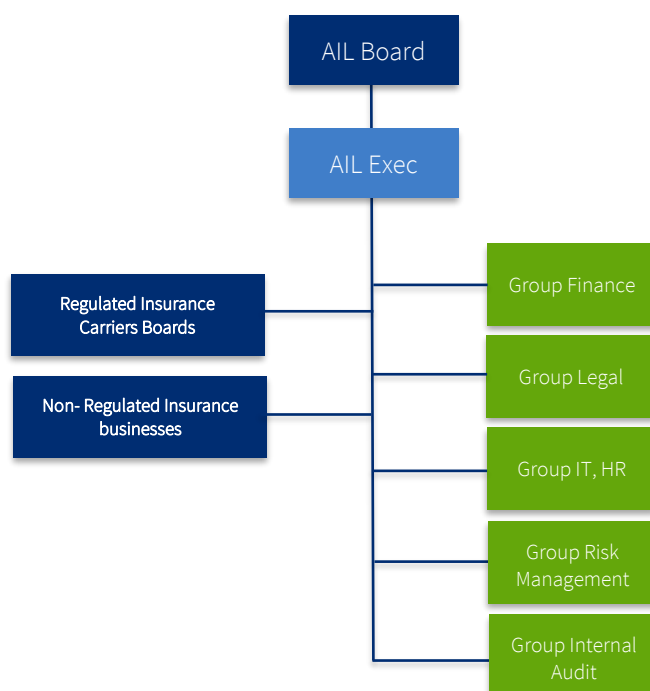 AIL Board
AIL Exec
Regulated Insurance
Carriers Boards
Non- Regulated Insurance
businesses
Group Finance
Group Legal
Group IT, HR
Group Risk
Management
Group Internal
Audit